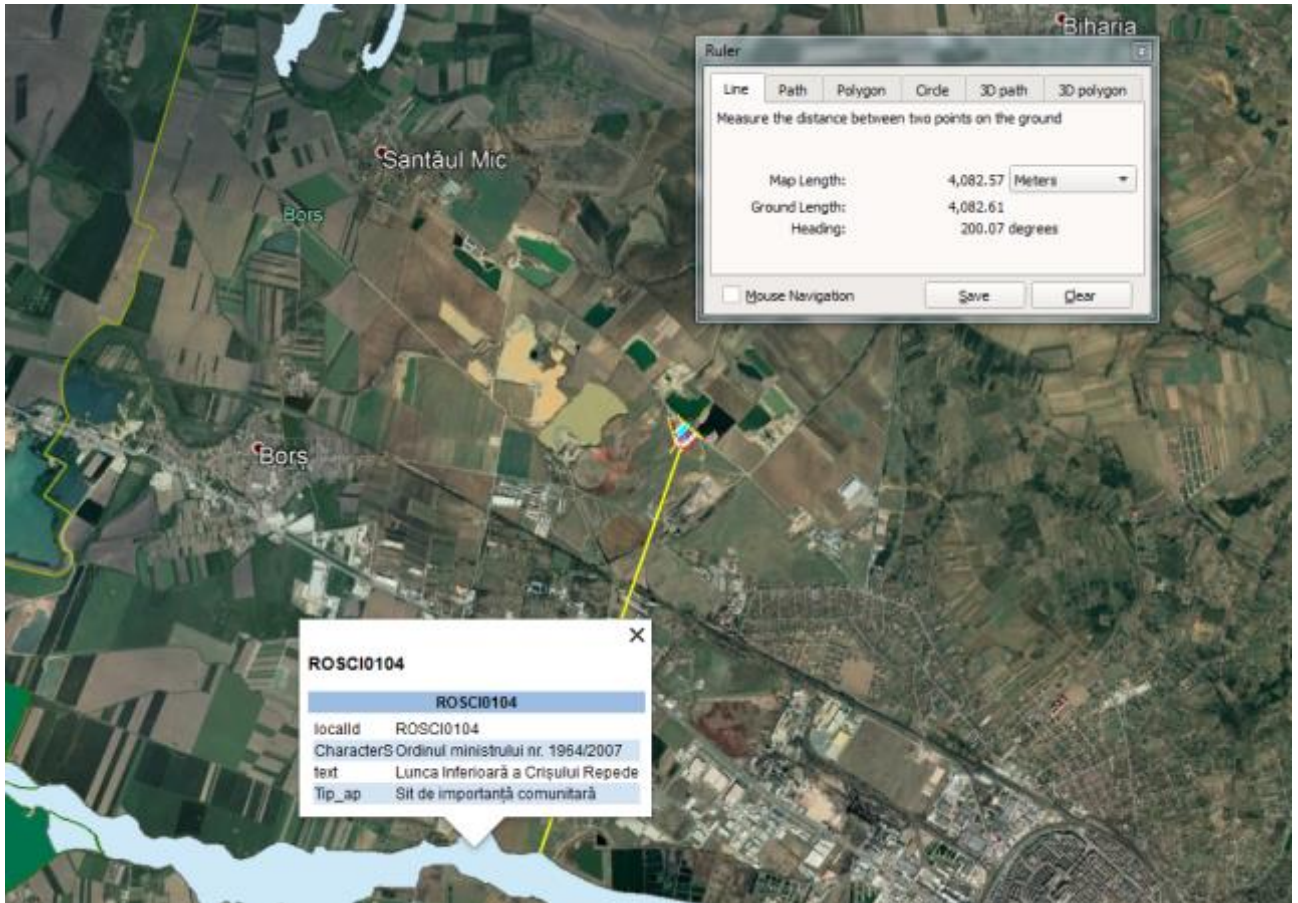 Biharia
Ruler
Line Path Polygon Circle 3D path 3D polygon
Measure the distance between two points on the ground
Map Length: 4,082.57 Meters
Ground Length: 4,082.61
Heading: 200.07 degrees
Mouse Navigation Save Clear
Santăul Mic
Borș
Borș
ROSCI0104
ROSCI0104
localId ROSCI0104
CharacterS Ordinul ministrului nr. 1964/2007
text Lunca Inferioară a Crișului Repede
Tip_ap Sit de importanță comunitară